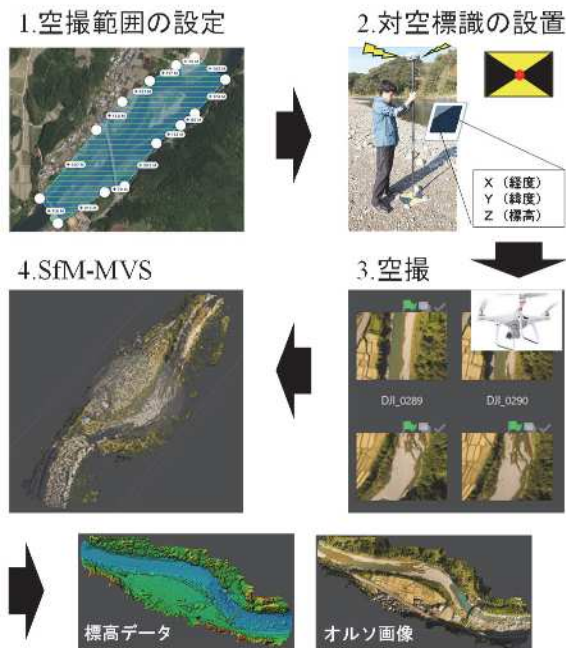 1.空撮範囲の設定
2.対空標識の設置
X（経度）
Y（緯度）
Z（標高）
4.SfM-MVS
3.空撮
DJI_0289
DJI_0290
標高データ
オルソ画像